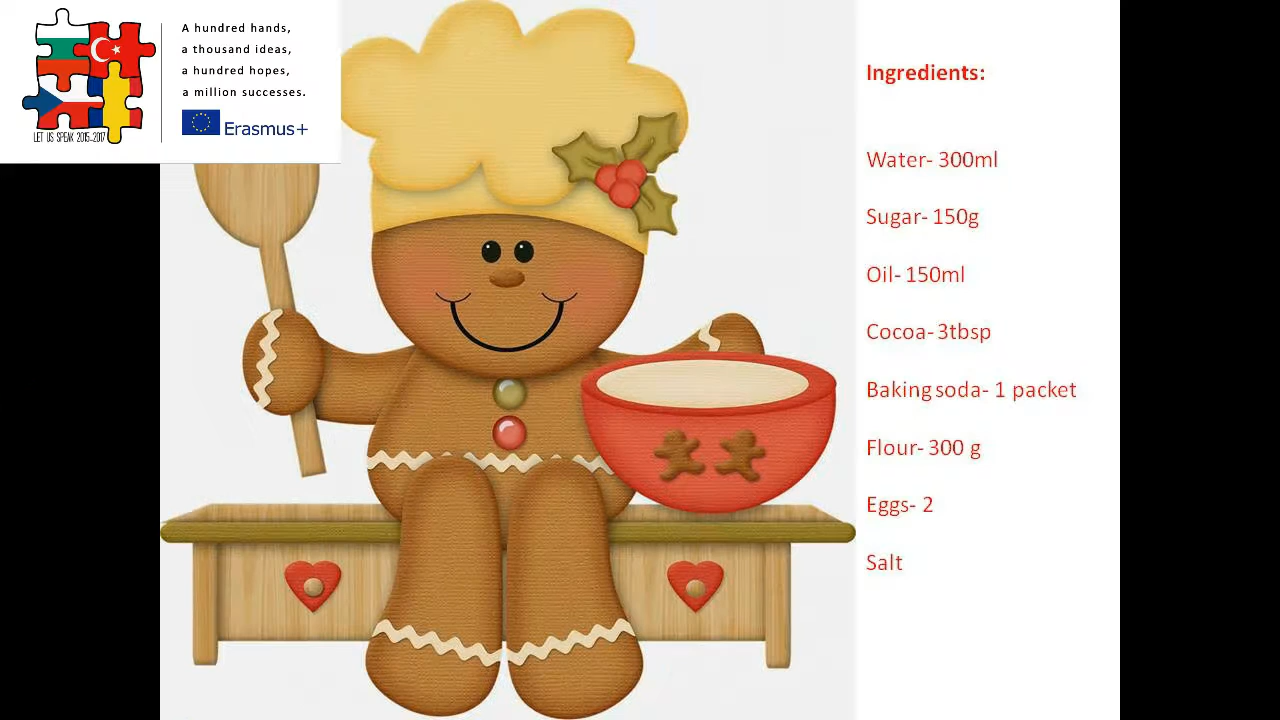 A hundred hands,
a thousand ideas,
a hundred hopes,
a million successes.
Erasmus+
LET US SPEAK 2015-2017
Ingredients:
Water- 300ml
Sugar- 150g
Oil- 150ml
Cocoa- 3tbsp
Baking soda- 1 packet
Flour- 300 g
Eggs- 2
Salt